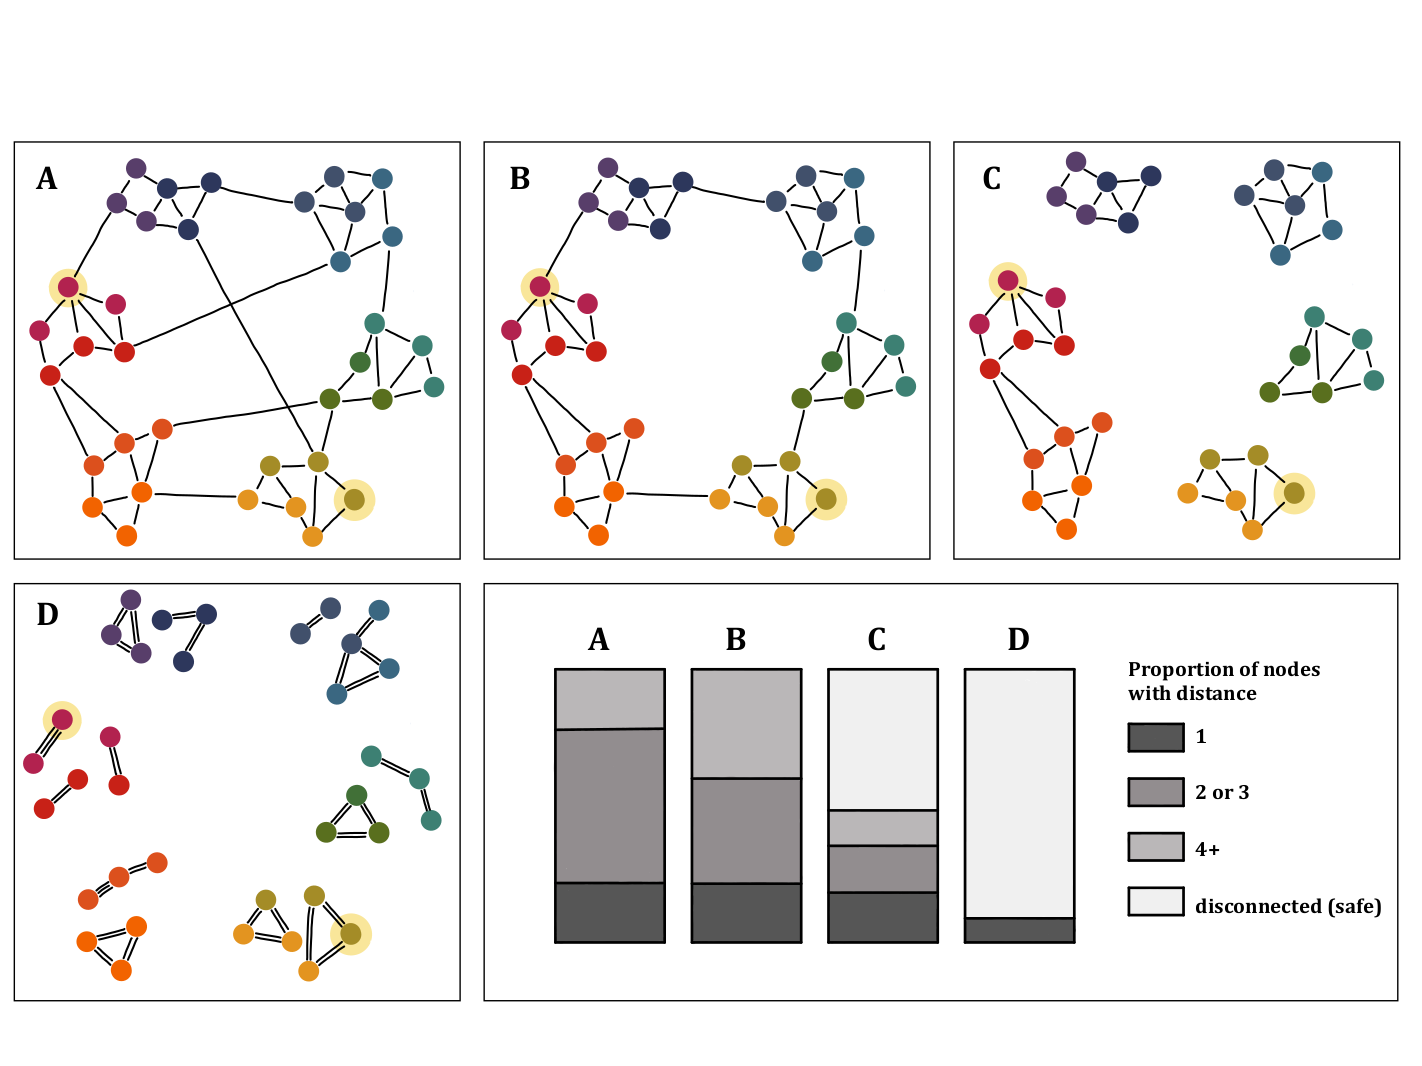 A
B
C
D
A B C D
Proportion of nodes
with distance
1
2 or 3
4+
disconnected (safe)